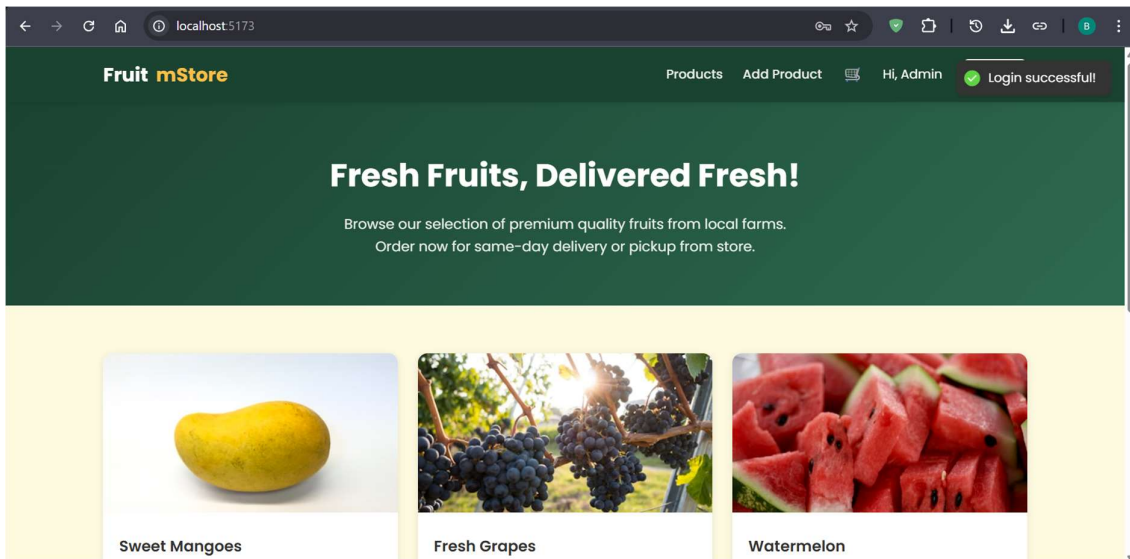 localhost:5173
B
Fruit mStore
Products Add Product Hi, Admin
Login successful!
Fresh Fruits, Delivered Fresh!
Browse our selection of premium quality fruits from local farms.
Order now for same-day delivery or pickup from store.
Sweet Mangoes
Fresh Grapes
Watermelon